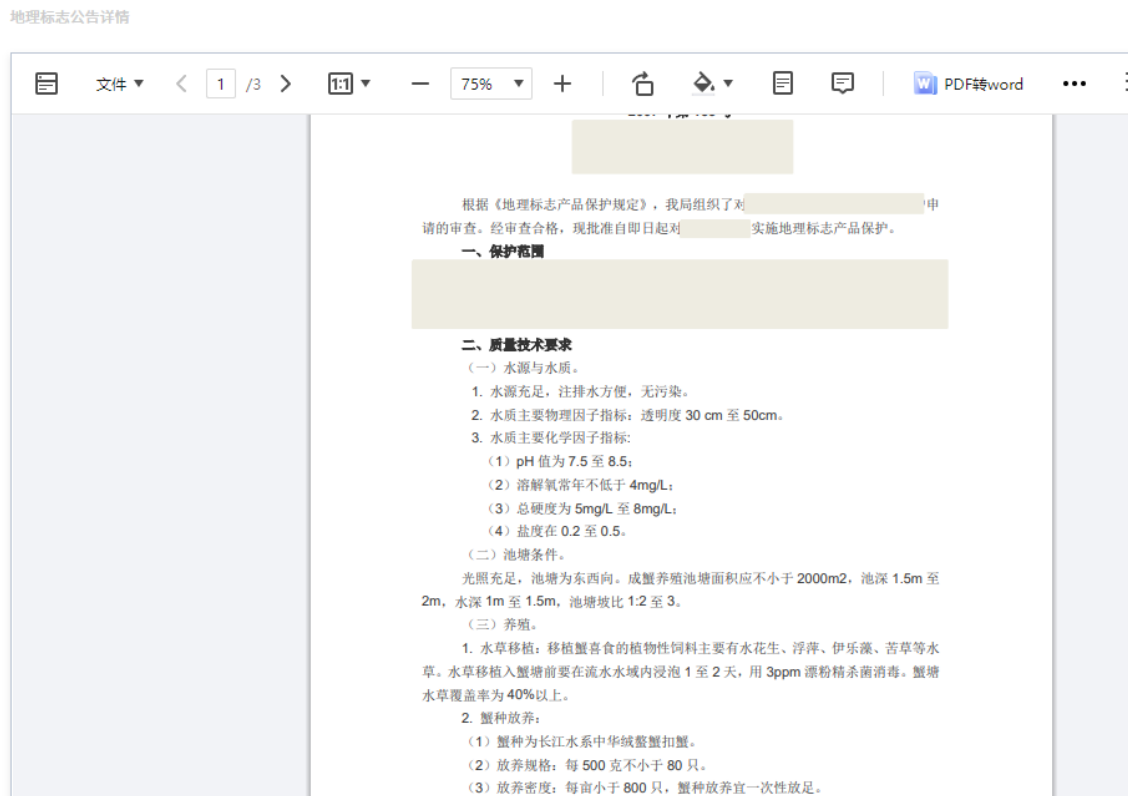 地理标志公告详情
文件 1 /3 1:1 75% PDF转word
根据《地理标志产品保护规定》，我局组织了对 申
请的审查。经审查合格，现批准自即日起对 实施地理标志产品保护。
一、保护范围
二、质量技术要求
（一）水源与水质。
1. 水源充足，注排水方便，无污染。
2. 水质主要物理因子指标：透明度 30 cm 至 50cm。
3. 水质主要化学因子指标:
（1）pH 值为 7.5 至 8.5；
（2）溶解氧常年不低于 4mg/L；
（3）总硬度为 5mg/L 至 8mg/L；
（4）盐度在 0.2 至 0.5。
（二）池塘条件。
光照充足，池塘为东西向。成蟹养殖池塘面积应不小于 2000m2，池深 1.5m 至
2m，水深 1m 至 1.5m，池塘坡比 1:2 至 3。
（三）养殖。
1. 水草移植：移植蟹喜食的植物性饲料主要有水花生、浮萍、伊乐藻、苦草等水
草。水草移植入蟹塘前要在流水水域内浸泡 1 至 2 天，用 3ppm 漂粉精杀菌消毒。蟹塘
水草覆盖率为 40%以上。
2. 蟹种放养：
（1）蟹种为长江水系中华绒螯蟹扣蟹。
（2）放养规格：每 500 克不小于 80 只。
（3）放养密度：每亩小于 800 只，蟹种放养宜一次性放足。